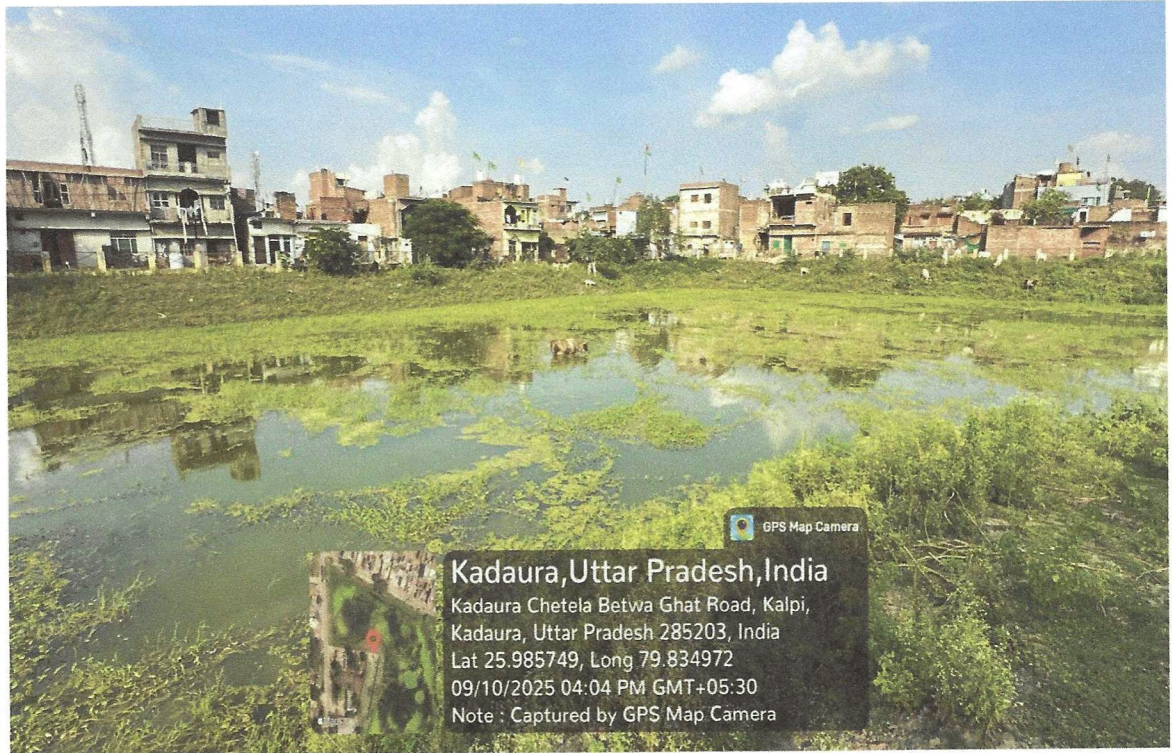 GPS Map Camera
Kadaura,Uttar Pradesh,India
Kadaura Chetela Betwa Ghat Road, Kalpi,
Kadaura, Uttar Pradesh 285203, India
Lat 25.985749, Long 79.834972
09/10/2025 04:04 PM GMT+05:30
Note : Captured by GPS Map Camera